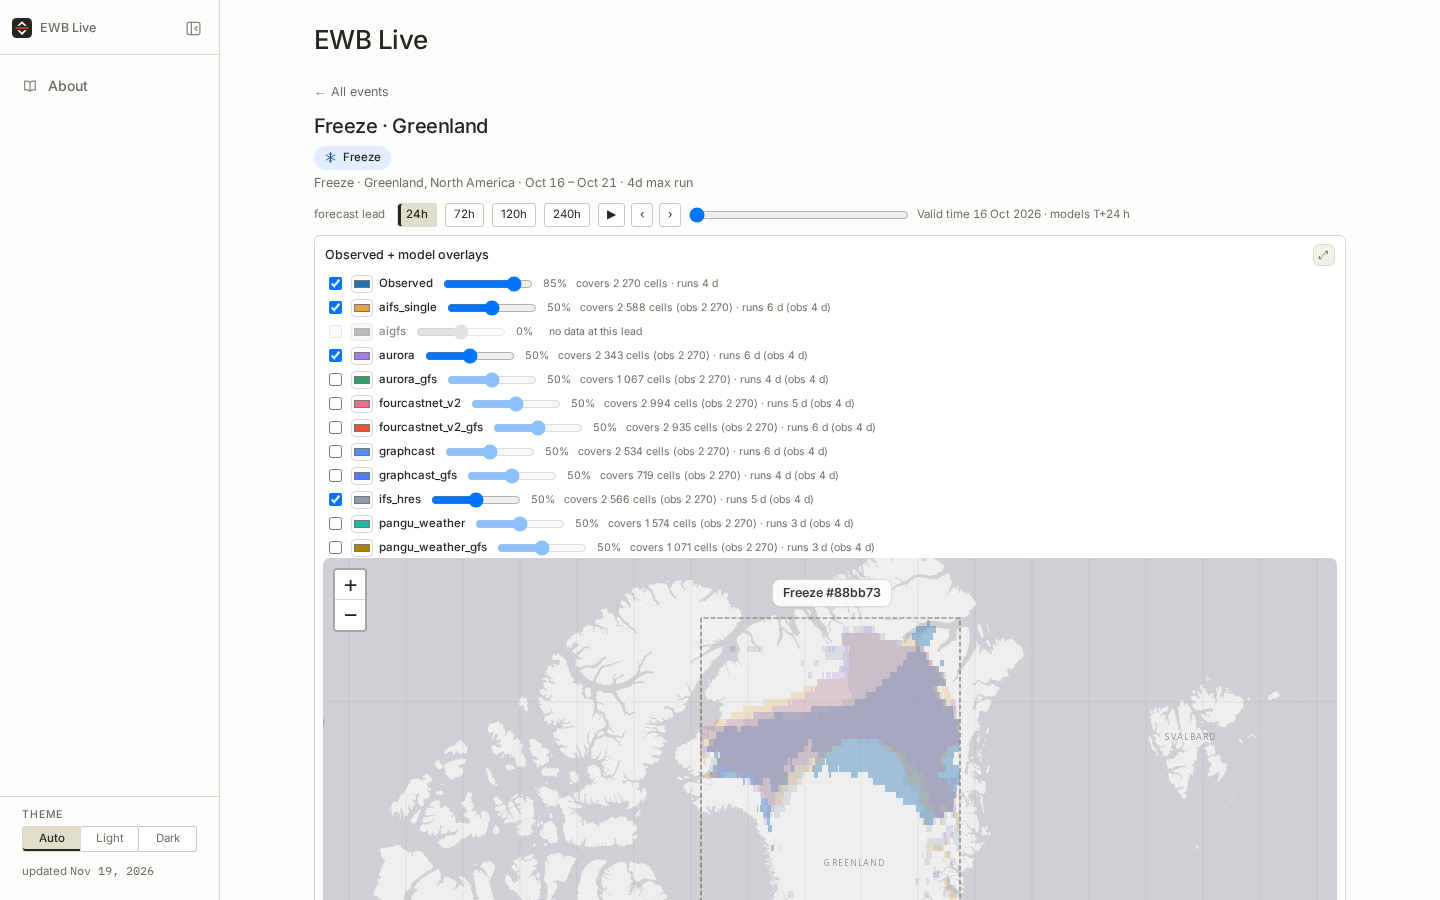 EWB Live
About
THEME
Auto
Light
Dark
updated Nov 19, 2026
EWB Live
← All events
Freeze · Greenland
Freeze
Freeze · Greenland, North America · Oct 16 – Oct 21 · 4d max run
forecast lead 24h 72h 120h 240h ▶ ‹ › Valid time 16 Oct 2026 · models T+24 h
Observed + model overlays
Observed 85% covers 2 270 cells · runs 4 d
aifs_single 50% covers 2 588 cells (obs 2 270) · runs 6 d (obs 4 d)
aigfs 0% no data at this lead
aurora 50% covers 2 343 cells (obs 2 270) · runs 6 d (obs 4 d)
aurora_gfs 50% covers 1 067 cells (obs 2 270) · runs 4 d (obs 4 d)
fourcastnet_v2 50% covers 2 994 cells (obs 2 270) · runs 5 d (obs 4 d)
fourcastnet_v2_gfs 50% covers 2 935 cells (obs 2 270) · runs 6 d (obs 4 d)
graphcast 50% covers 2 534 cells (obs 2 270) · runs 6 d (obs 4 d)
graphcast_gfs 50% covers 719 cells (obs 2 270) · runs 4 d (obs 4 d)
ifs_hres 50% covers 2 566 cells (obs 2 270) · runs 5 d (obs 4 d)
pangu_weather 50% covers 1 574 cells (obs 2 270) · runs 3 d (obs 4 d)
pangu_weather_gfs 50% covers 1 071 cells (obs 2 270) · runs 3 d (obs 4 d)
+
−
Freeze #88bb73
SVALBARD
GREENLAND